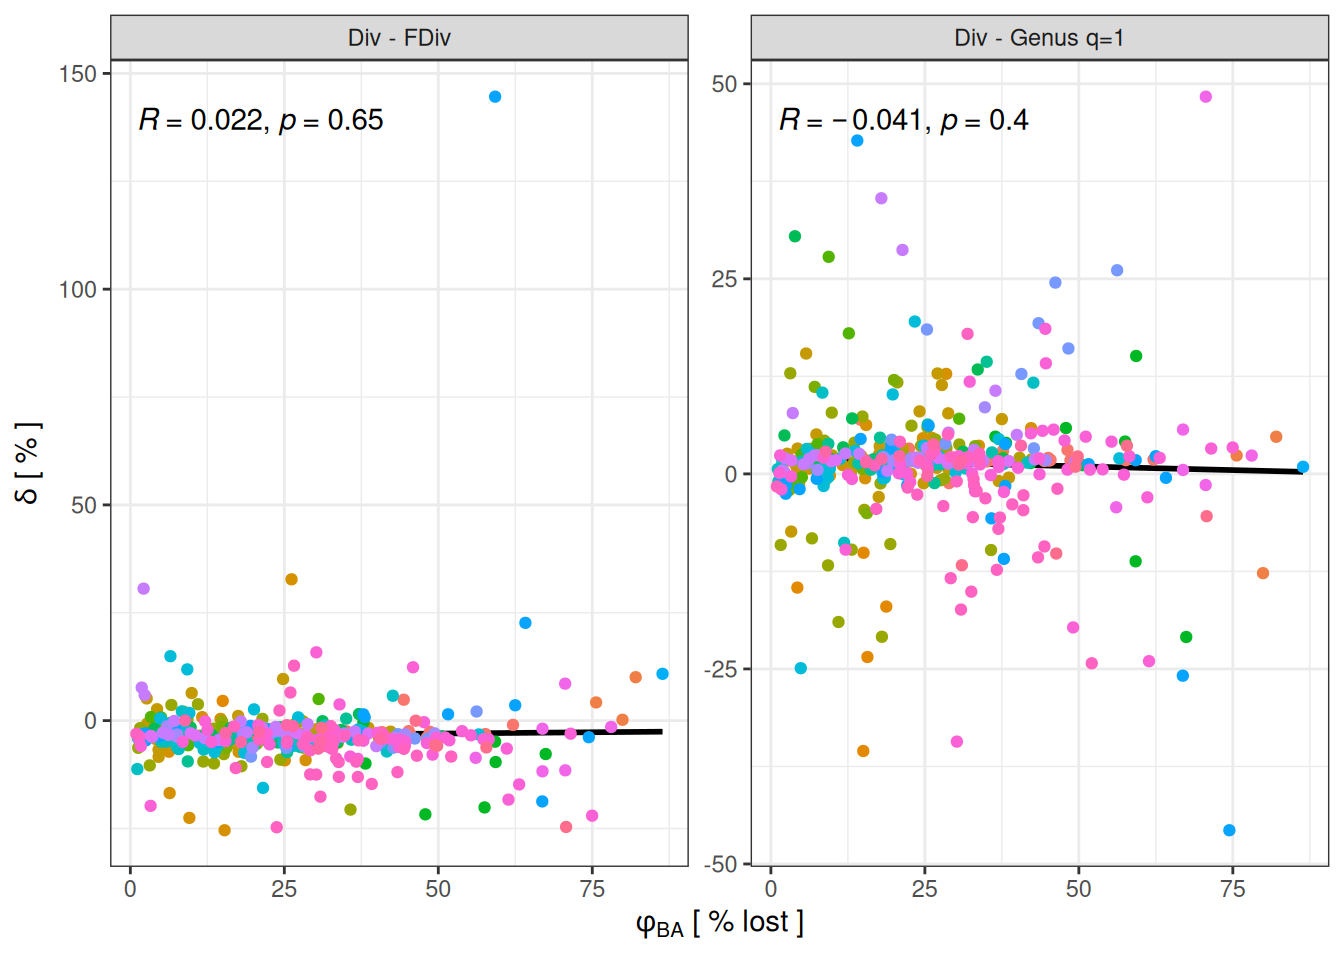 Div - FDiv
Div - Genus q=1
R = 0.022, p = 0.65
R = −0.041, p = 0.4
150
100
50
0
50
25
0
-25
-50
δ [ % ]
0 25 50 75
0 25 50 75
φBA [ % lost ]